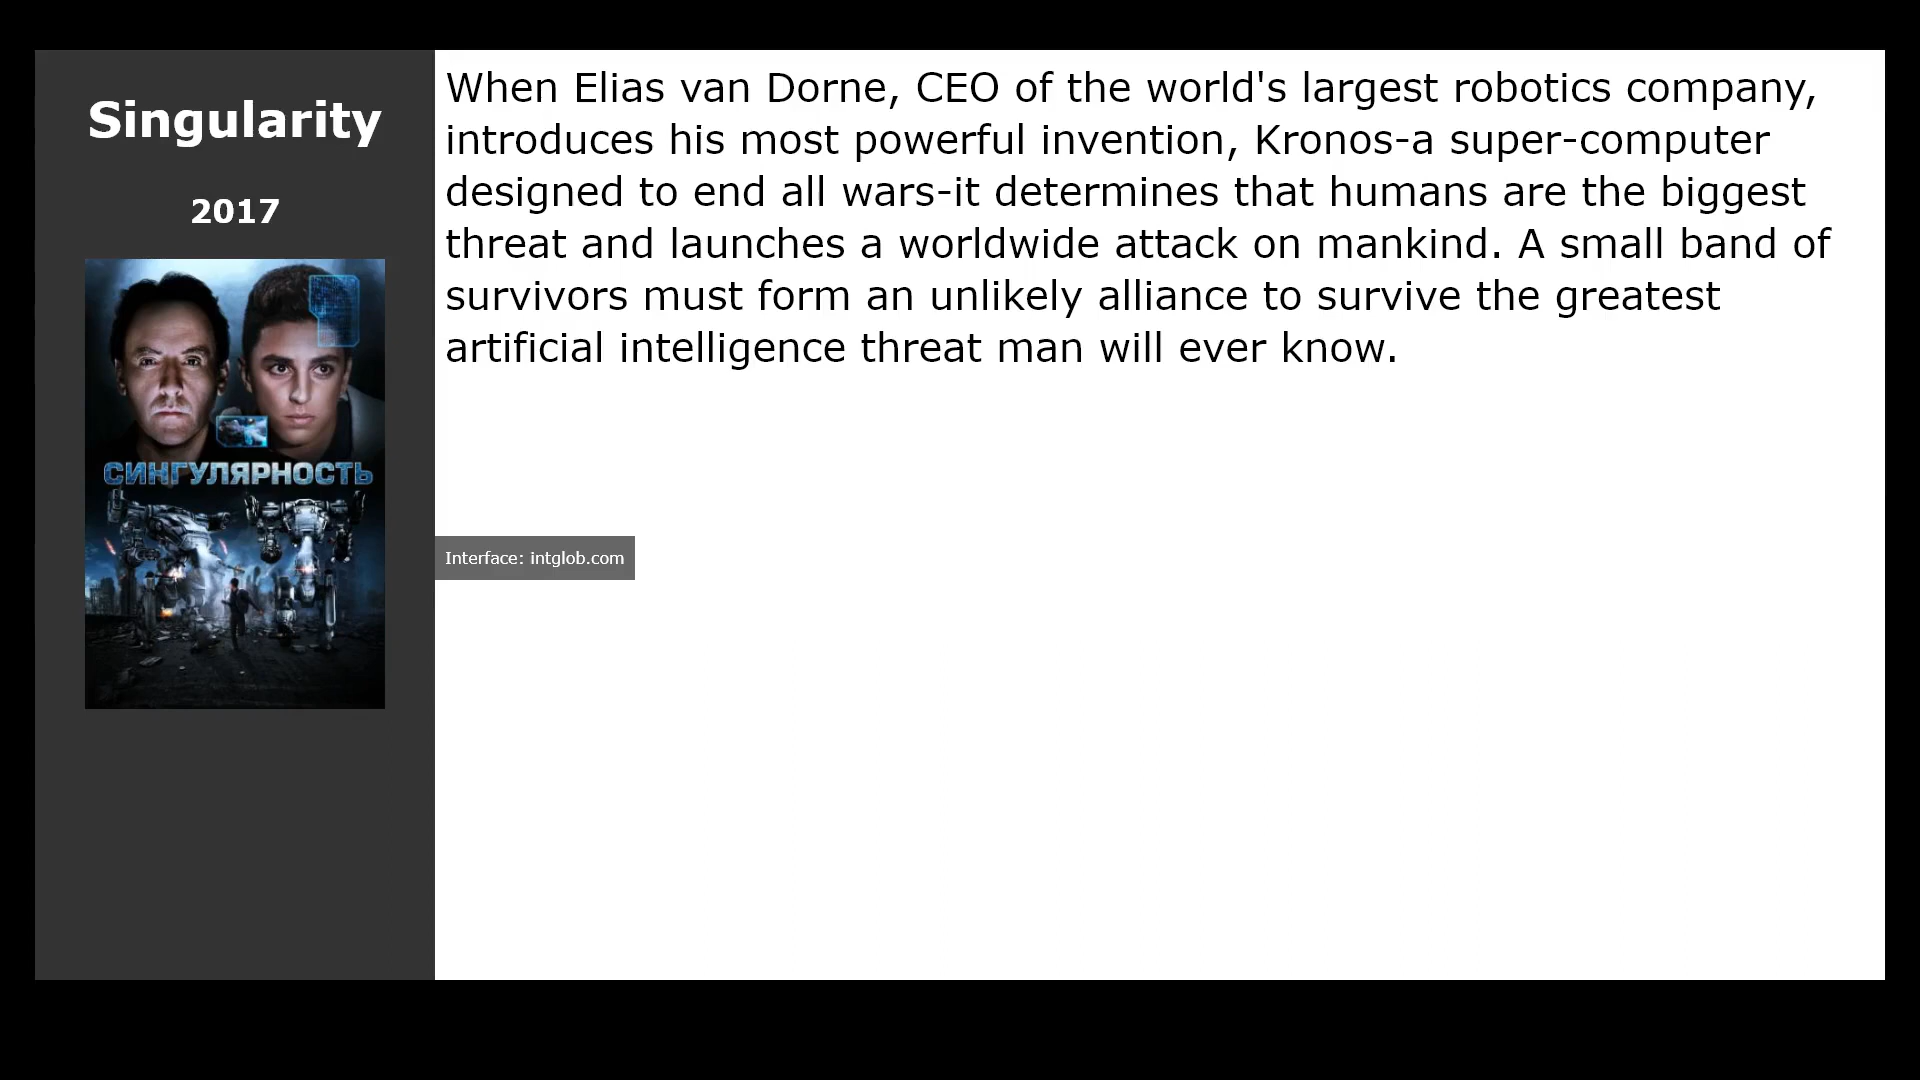 Singularity
2017
СИНГУЛЯРНОСТЬ
When Elias van Dorne, CEO of the world's largest robotics company,
introduces his most powerful invention, Kronos-a super-computer
designed to end all wars-it determines that humans are the biggest
threat and launches a worldwide attack on mankind. A small band of
survivors must form an unlikely alliance to survive the greatest
artificial intelligence threat man will ever know.
Interface: intglob.com